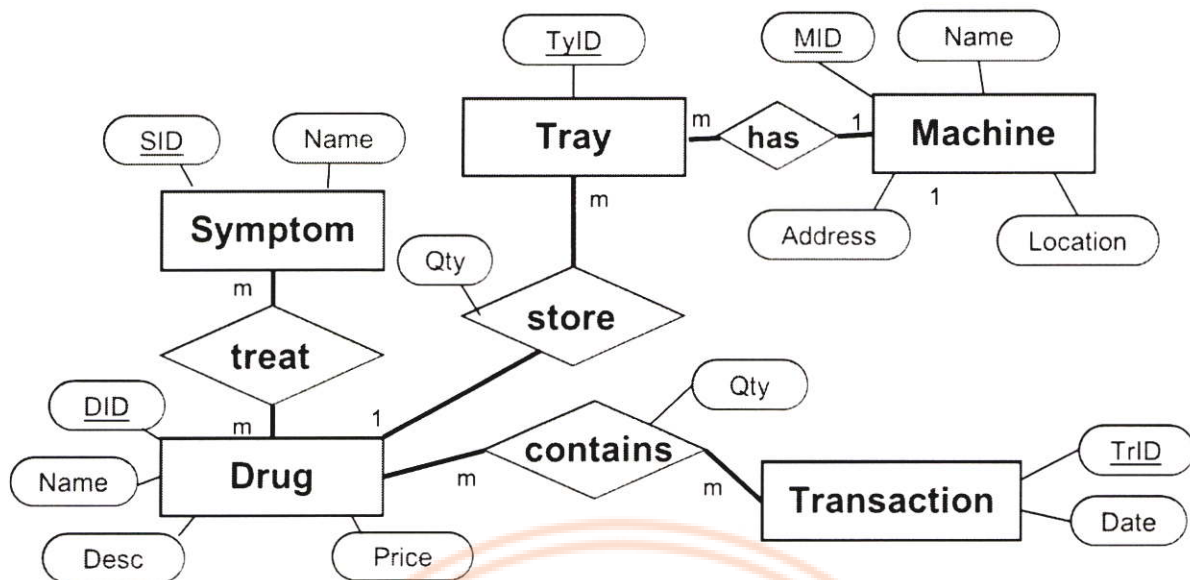 TyID
MID
Name
Tray
m
has
1
Machine
SID
Name
Symptom
m
1
Address
Location
Qty
m
store
treat
Qty
DID
m
1
contains
TrID
Name
Drug
m
m
Transaction
Date
Desc
Price